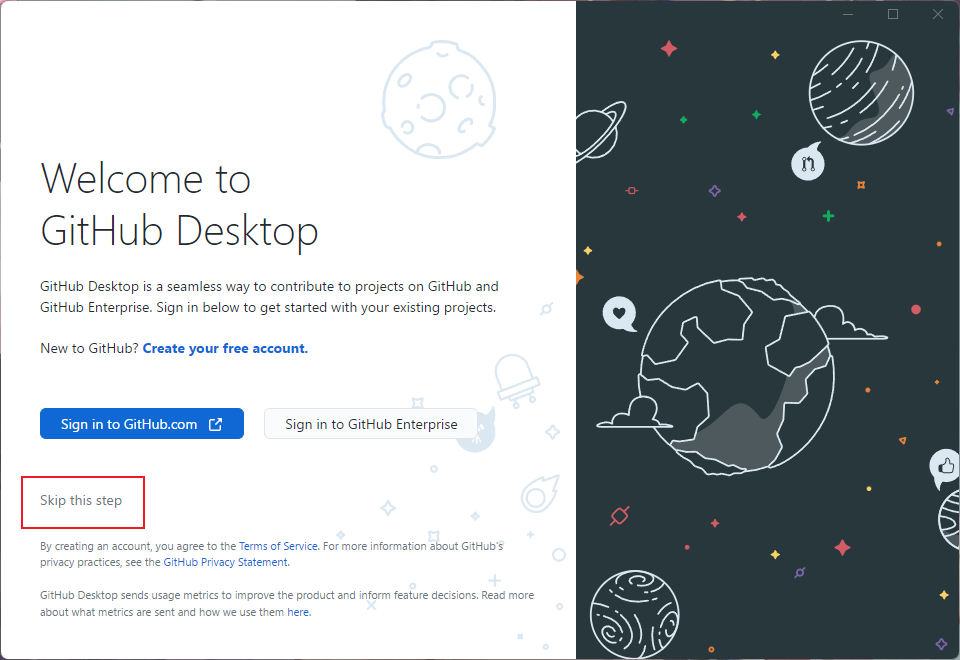 Welcome to
GitHub Desktop
GitHub Desktop is a seamless way to contribute to projects on GitHub and
GitHub Enterprise. Sign in below to get started with your existing projects.
New to GitHub? Create your free account.
Sign in to GitHub.com
Sign in to GitHub Enterprise
Skip this step
By creating an account, you agree to the Terms of Service. For more information about GitHub's
privacy practices, see the GitHub Privacy Statement.
GitHub Desktop sends usage metrics to improve the product and inform feature decisions. Read more
about what metrics are sent and how we use them here.